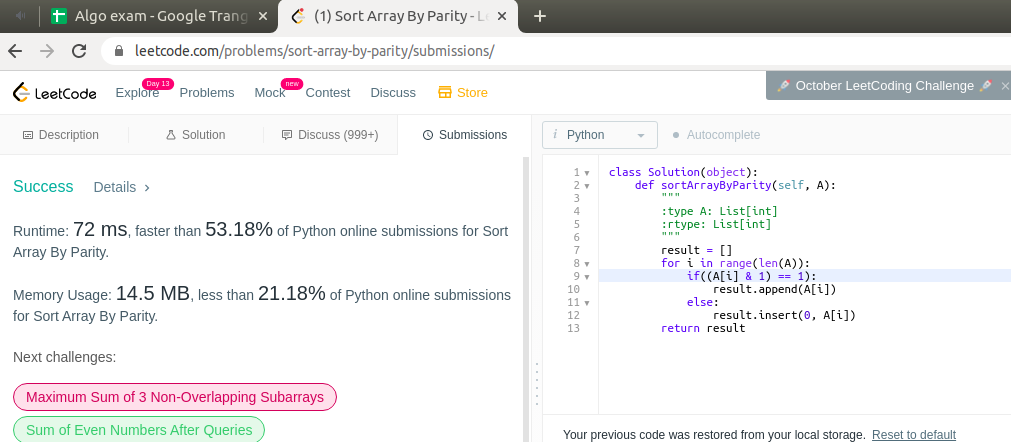 Algo exam - Google Trang
(1) Sort Array By Parity - L
leetcode.com/problems/sort-array-by-parity/submissions/
LeetCode
Explore
Day 13
Problems
Mock
new
Contest
Discuss
Store
October LeetCoding Challenge
Description
Solution
Discuss (999+)
Submissions
i Python
Autocomplete
Success
Details >
Runtime: 72 ms, faster than 53.18% of Python online submissions for Sort
Array By Parity.
Memory Usage: 14.5 MB, less than 21.18% of Python online submissions
for Sort Array By Parity.
Next challenges:
Maximum Sum of 3 Non-Overlapping Subarrays
Sum of Even Numbers After Queries
1 class Solution(object):
2 def sortArrayByParity(self, A):
3 """
4 :type A: List[int]
5 :rtype: List[int]
6 """
7 result = []
8 for i in range(len(A)):
9 if((A[i] & 1) == 1):
10 result.append(A[i])
11 else:
12 result.insert(0, A[i])
13 return result
Your previous code was restored from your local storage. Reset to default